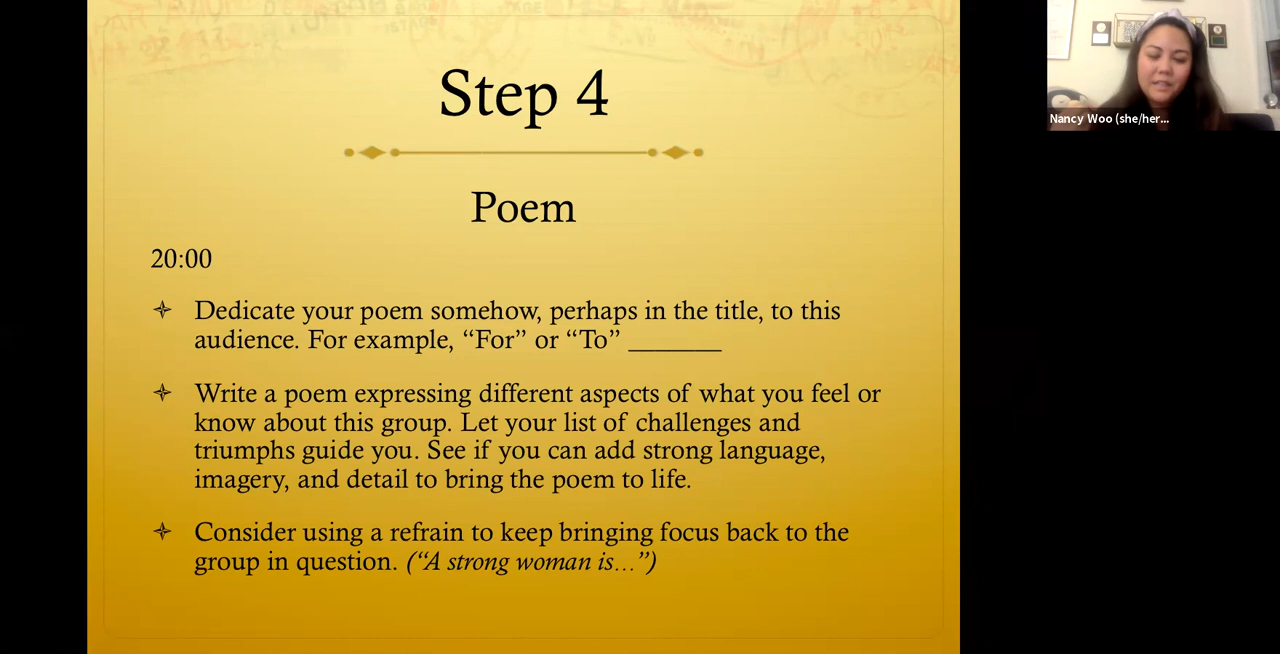 Step 4
Poem
20:00
Dedicate your poem somehow, perhaps in the title, to this
audience. For example, “For” or “To” _______
Write a poem expressing different aspects of what you feel or
know about this group. Let your list of challenges and
triumphs guide you. See if you can add strong language,
imagery, and detail to bring the poem to life.
Consider using a refrain to keep bringing focus back to the
group in question. (“A strong woman is…”)
Nancy Woo (she/her...